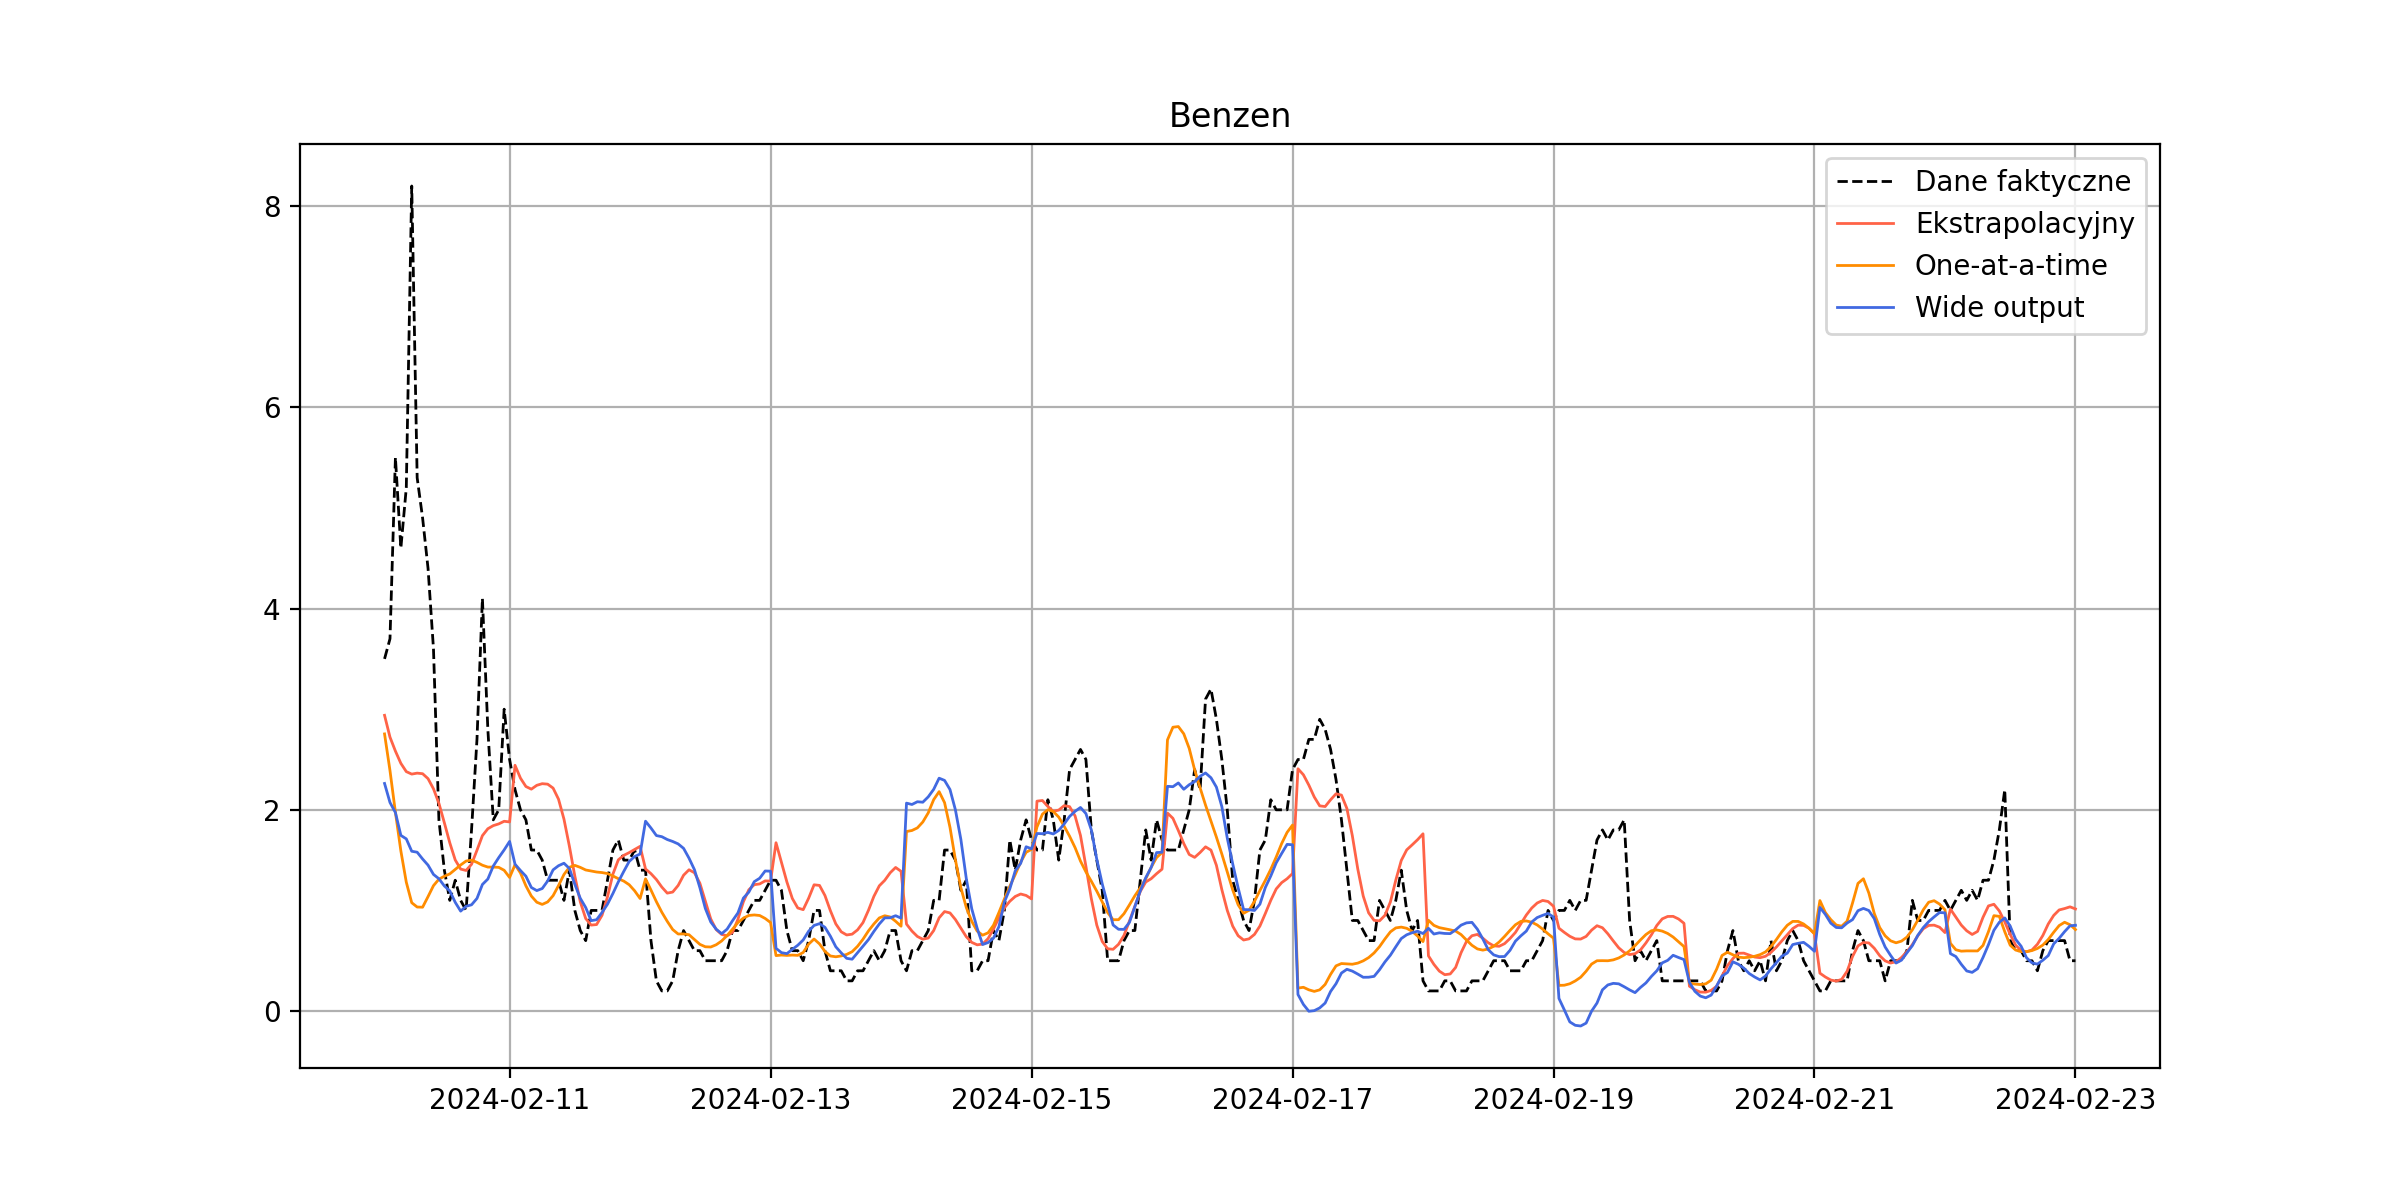 Benzen
8
6
4
2
0
Dane faktyczne
Ekstrapolacyjny
One-at-a-time
Wide output
2024-02-11 2024-02-13 2024-02-15 2024-02-17 2024-02-19 2024-02-21 2024-02-23